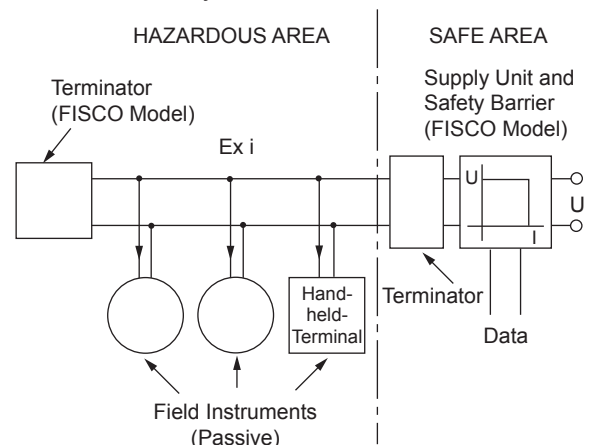 HAZARDOUS AREA
SAFE AREA
Terminator
(FISCO Model)
Supply Unit and
Safety Barrier
(FISCO Model)
Ex i
U
I
U
Hand-
held-
Terminal
Terminator
Data
Field Instruments
(Passive)